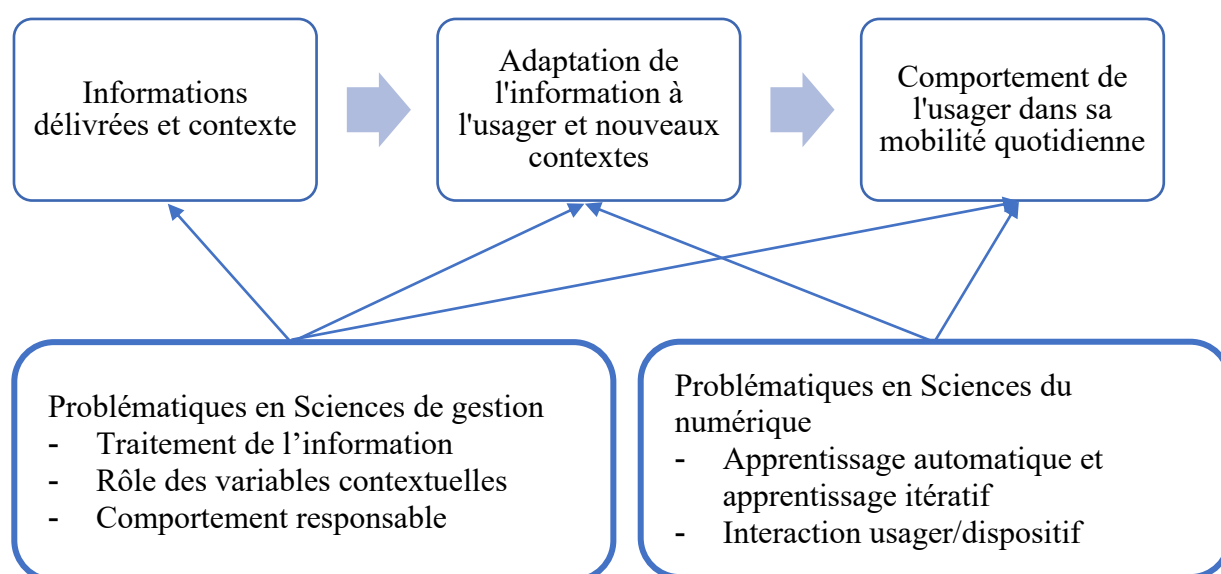 Informations
délivrées et contexte
Adaptation de
l'information à
l'usager et nouveaux
contextes
Comportement de
l'usager dans sa
mobilité quotidienne
Problématiques en Sciences de gestion
- Traitement de l’information
- Rôle des variables contextuelles
- Comportement responsable
Problématiques en Sciences du
numérique
- Apprentissage automatique et
apprentissage itératif
- Interaction usager/dispositif